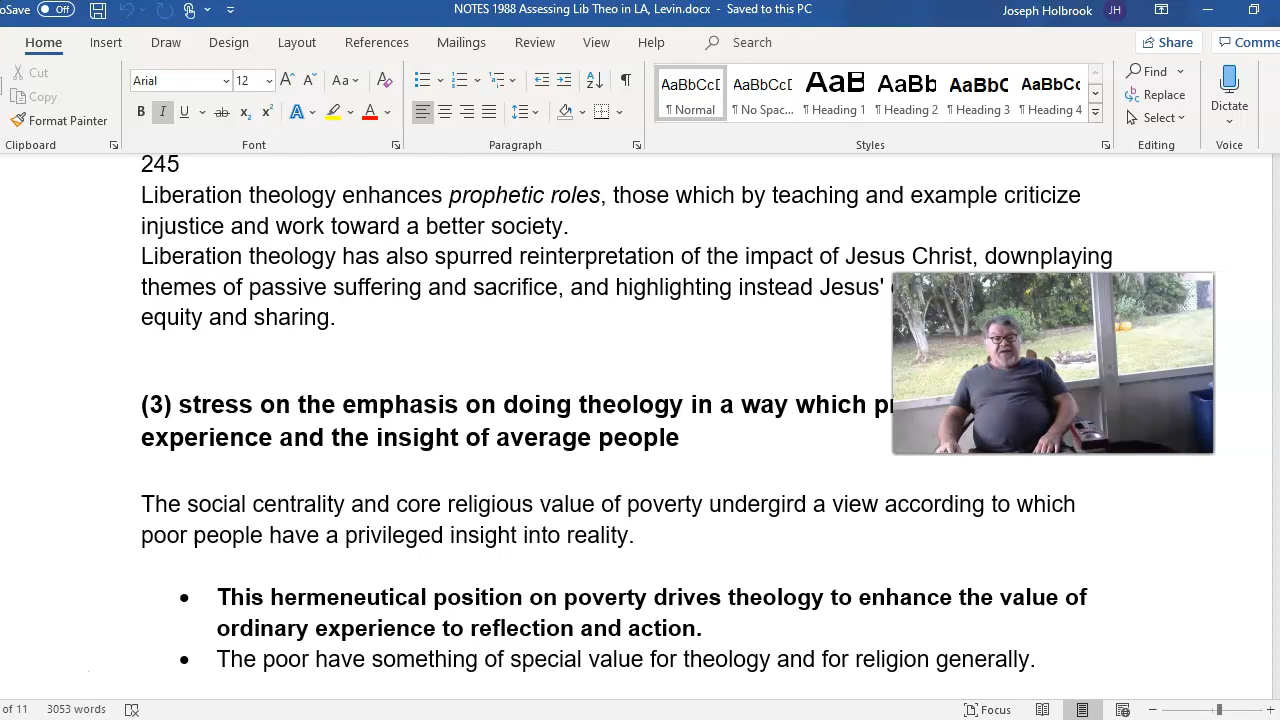 oSave Off NOTES 1988 Assessing Lib Theo in LA, Levin.docx - Saved to this PC Joseph Holbrook JH
Home Insert Draw Design Layout References Mailings Review View Help Search Share Comme
Cut
Copy
Format Painter
Clipboard
Arial 12 Aa
B I U ab x2 x2 A A
Font
Paragraph
AaBbCcD AaBbCcD AaB AaBb AaBbC AaBbCc
¶ Normal ¶ No Spac... ¶ Heading 1 ¶ Heading 2 ¶ Heading 3 ¶ Heading 4
Styles
Find
Replace
Select
Editing
Dictate
Voice
245
Liberation theology enhances prophetic roles, those which by teaching and example criticize
injustice and work toward a better society.
Liberation theology has also spurred reinterpretation of the impact of Jesus Christ, downplaying
themes of passive suffering and sacrifice, and highlighting instead Jesus'
equity and sharing.
(3) stress on the emphasis on doing theology in a way which
experience and the insight of average people
The social centrality and core religious value of poverty undergird a view according to which
poor people have a privileged insight into reality.
• This hermeneutical position on poverty drives theology to enhance the value of
ordinary experience to reflection and action.
• The poor have something of special value for theology and for religion generally.
of 11 3053 words Focus